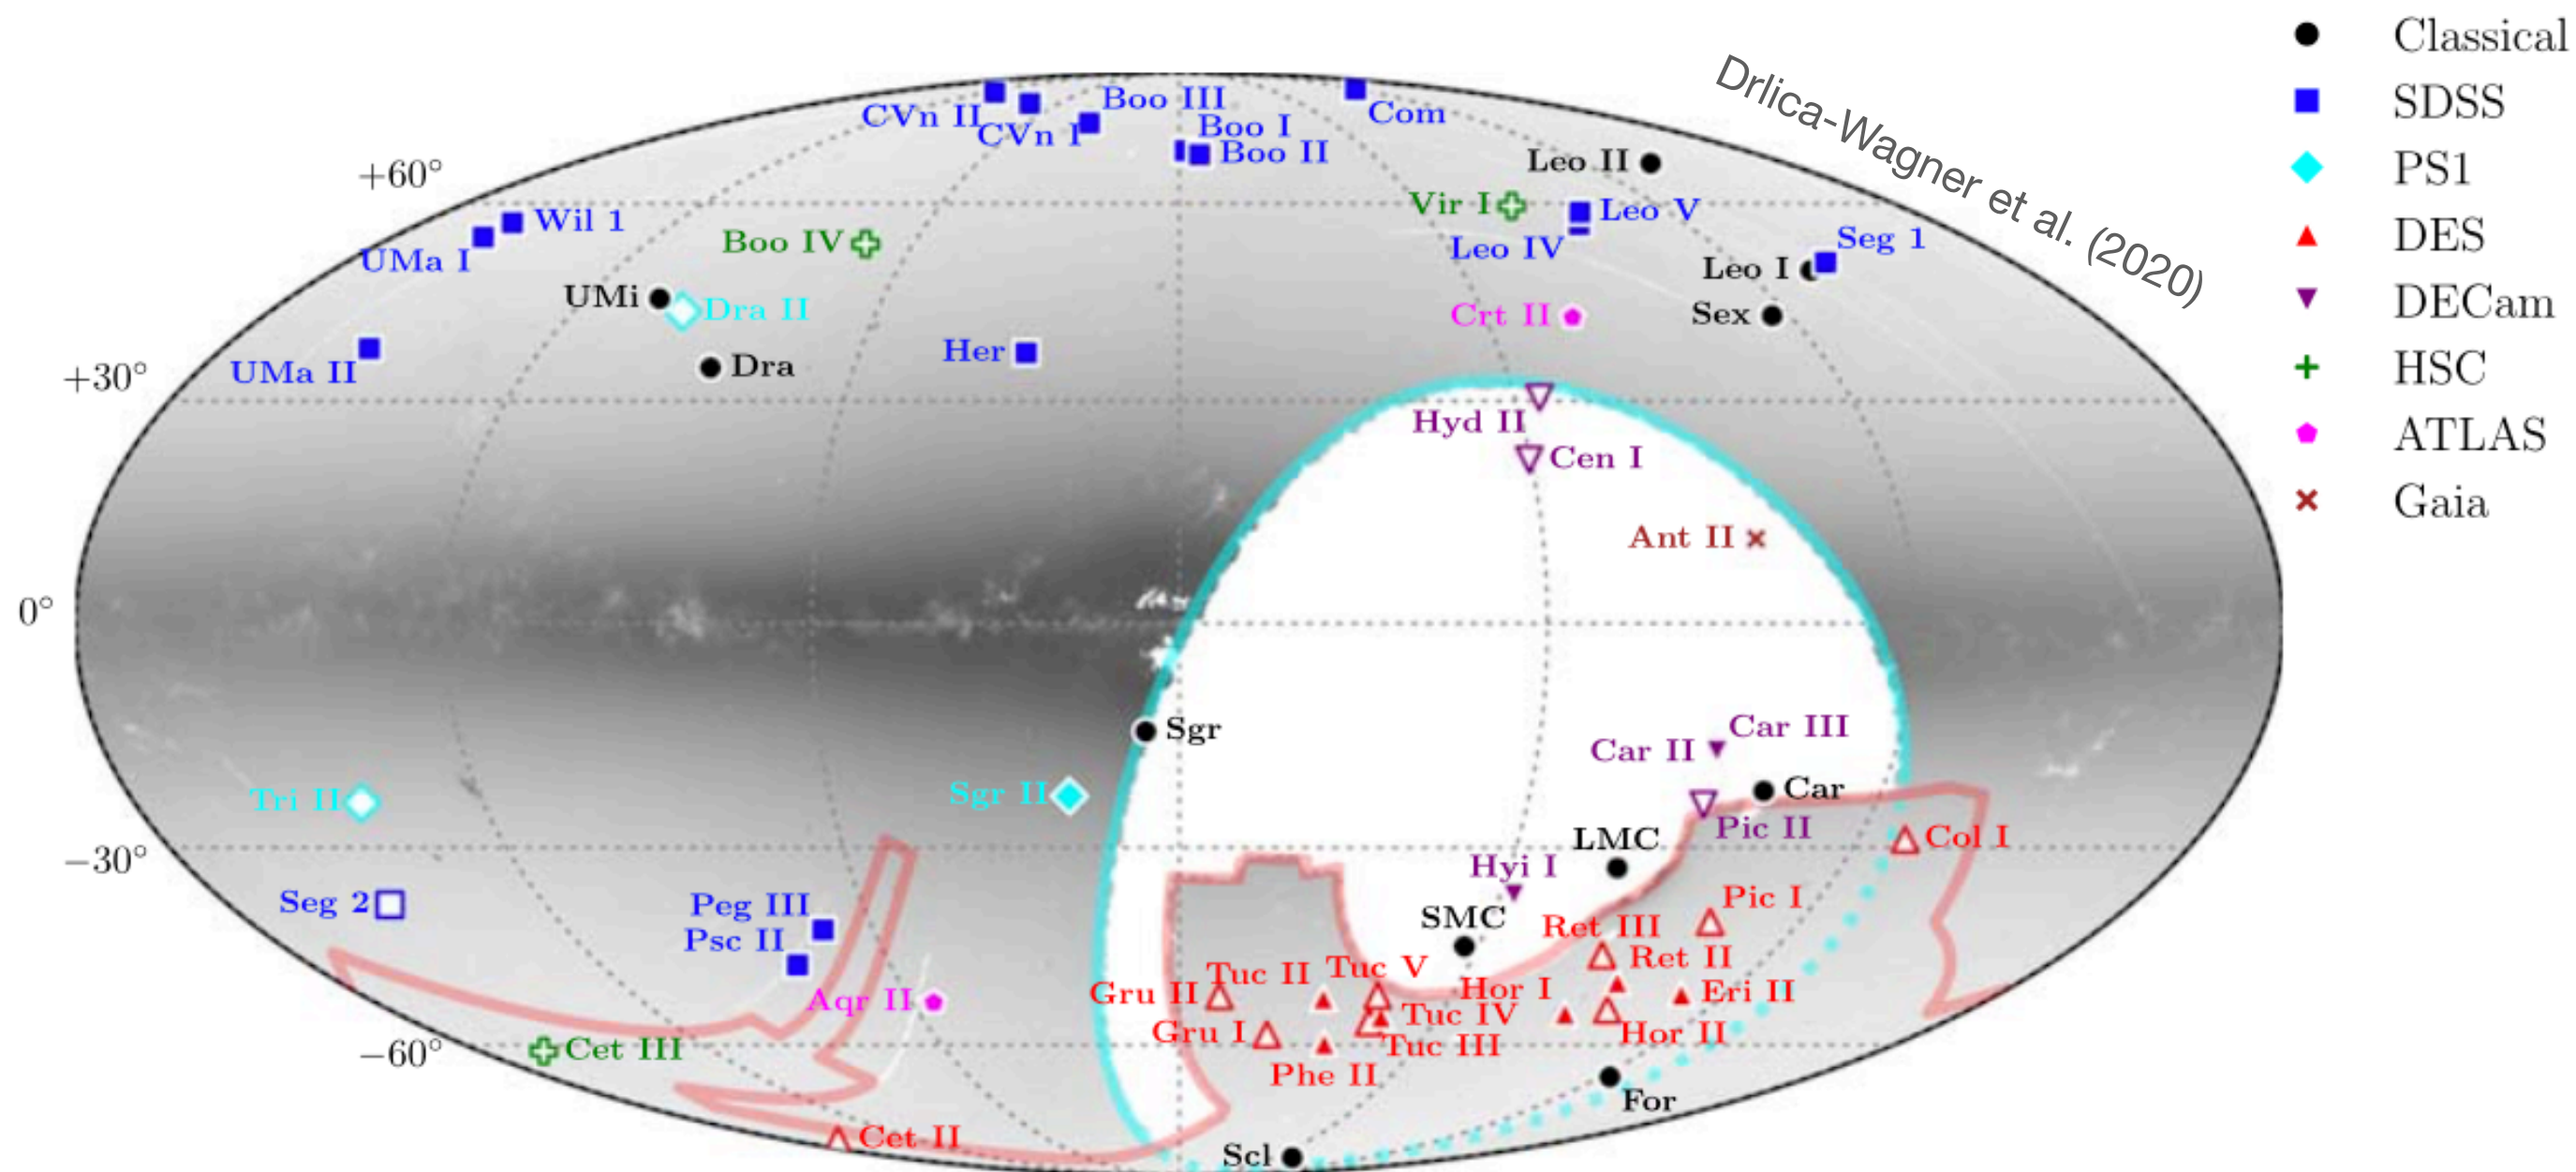 Classical
SDSS
PS1
DES
DECam
HSC
ATLAS
Gaia
Drlica-Wagner et al. (2020)
CVn II
CVn I
Boo III
Boo I
Boo II
Com
+60°
Leo II
Vir I
Leo V
Leo IV
Wil 1
UMa I
Boo IV
Seg 1
Leo I
UMi
Dra II
Crt II
Sex
UMa II
Dra
Her
+30°
Hyd II
Cen I
Ant II
0°
Sgr
Car III
Car II
Tri II
Sgr II
Car
Pic II
LMC
Col I
−30°
Hyi I
Seg 2
Peg III
Pic I
SMC
Ret III
Psc II
Ret II
Tuc II
Tuc V
Gru II
Hor I
Eri II
Aqr II
Tuc IV
Gru I
Hor II
Tuc III
−60°
Cet III
Phe II
For
Cet II
Scl